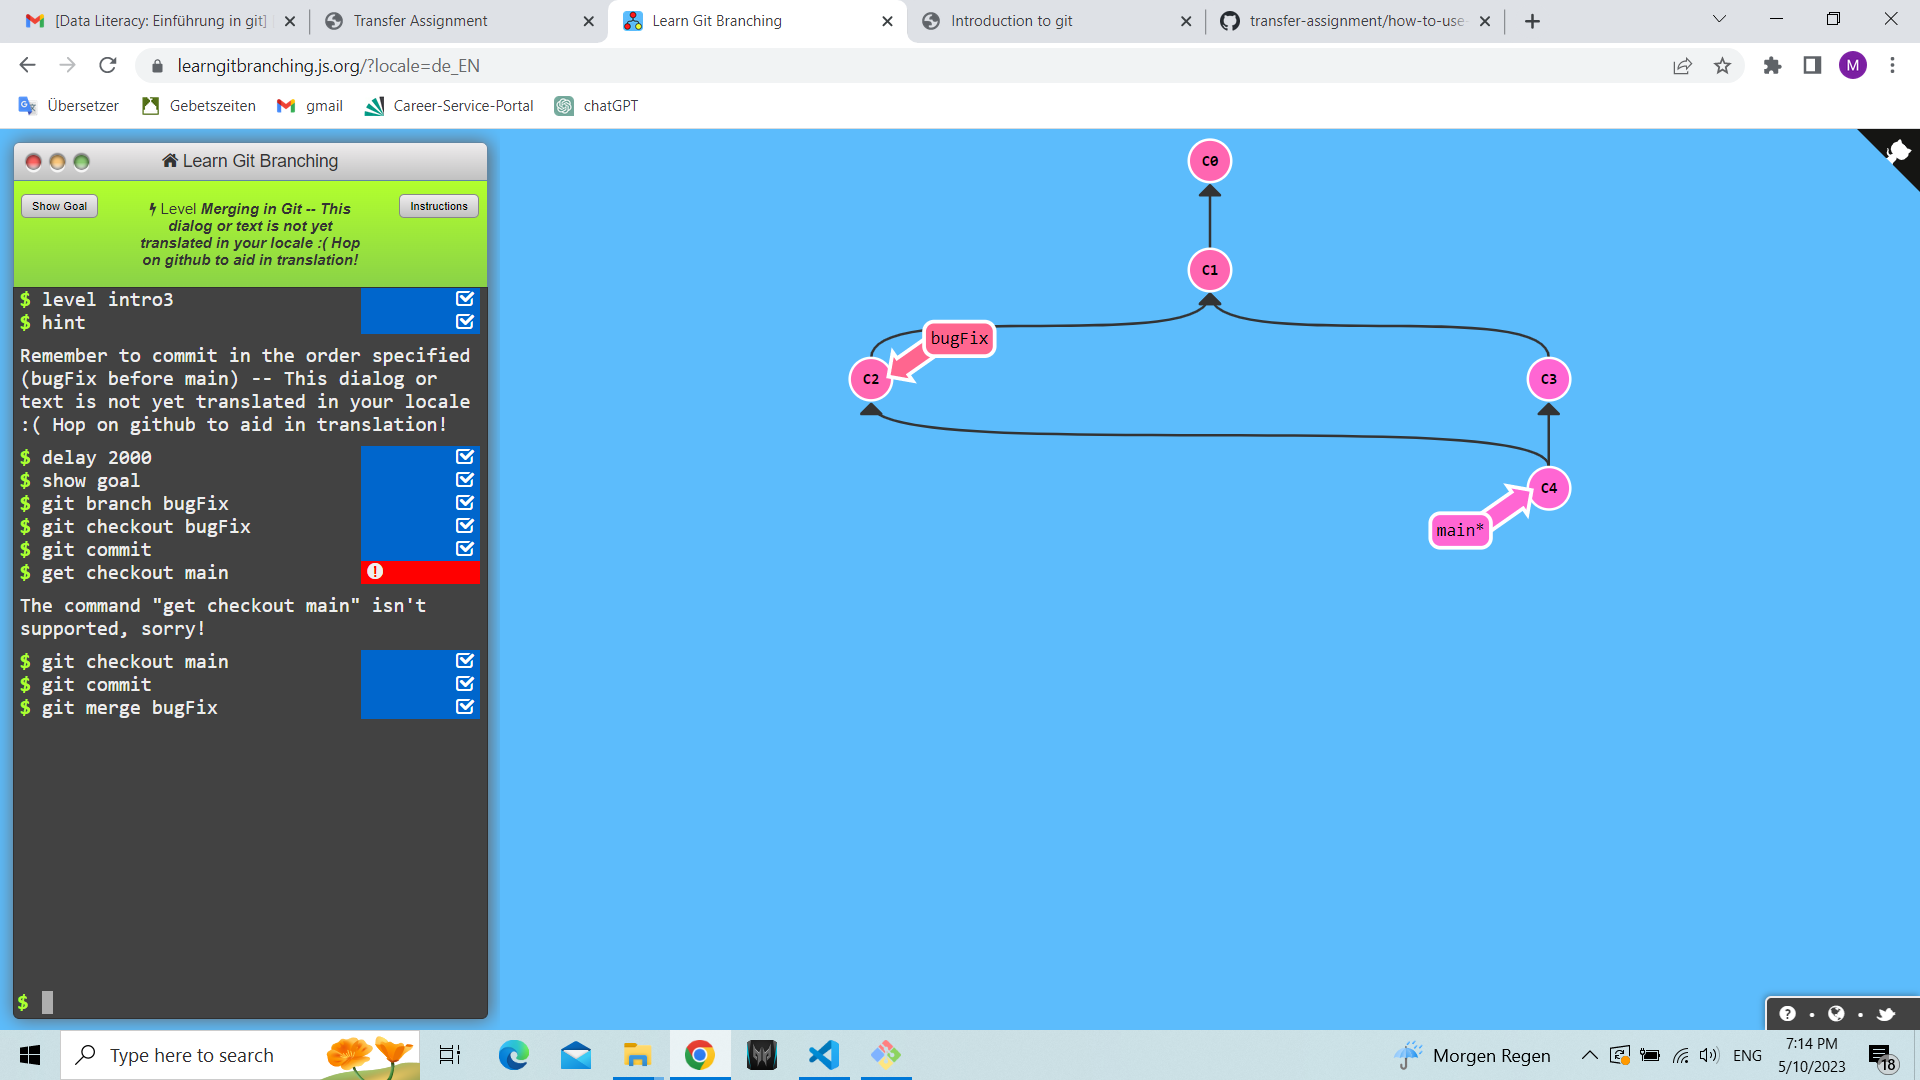 [Data Literacy: Einführung in git]
Transfer Assignment
Learn Git Branching
Introduction to git
transfer-assignment/how-to-use-
learngitbranching.js.org/?locale=de_EN
M
Übersetzer
Gebetszeiten
gmail
Career-Service-Portal
chatGPT
Learn Git Branching
Show Goal
Level Merging in Git -- This
dialog or text is not yet
translated in your locale :( Hop
on github to aid in translation!
Instructions
$ level intro3
$ hint
Remember to commit in the order specified
(bugFix before main) -- This dialog or
text is not yet translated in your locale
:( Hop on github to aid in translation!
$ delay 2000
$ show goal
$ git branch bugFix
$ git checkout bugFix
$ git commit
$ get checkout main
The command "get checkout main" isn't
supported, sorry!
$ git checkout main
$ git commit
$ git merge bugFix
$
C0
C1
bugFix
C2
C3
C4
main*
Type here to search
Morgen Regen
ENG
7:14 PM
5/10/2023
18